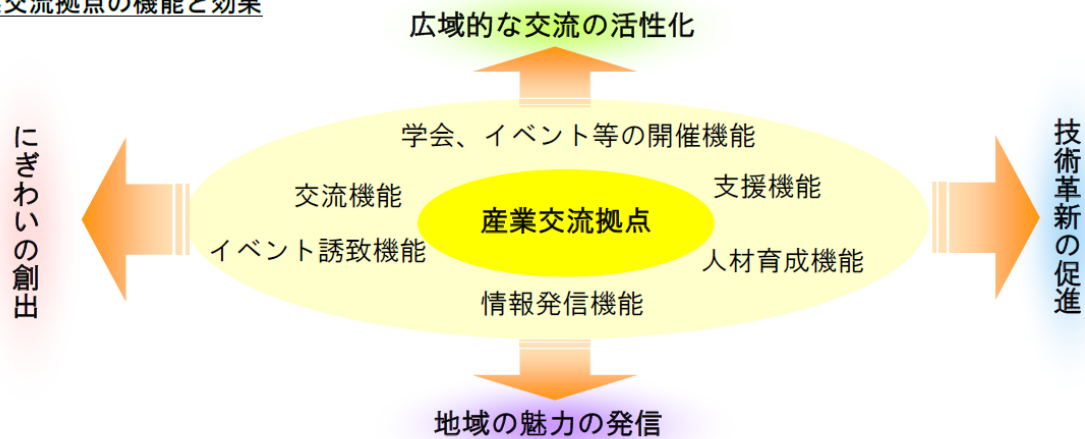 交流拠点の機能と効果
広域的な交流の活性化
にぎわいの創出
学会、イベント等の開催機能
交流機能
支援機能
産業交流拠点
イベント誘致機能
人材育成機能
情報発信機能
技術革新の促進
地域の魅力の発信